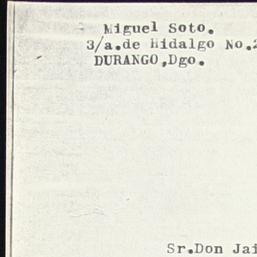 Miguel Soto.
3/a.de Hidalgo No.2
DURANGO,Dgo.
Sr.Don Jai